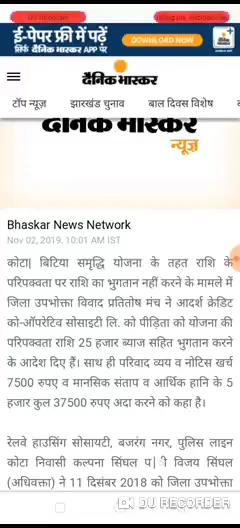 ई-पेपर फ्री में पढ़ें
सिर्फ दैनिक भास्कर APP पर
DOWNLOAD NOW
दैनिक भास्कर
टॉप न्यूज़ झारखंड चुनाव बाल दिवस विशेष
दैनिक भास्कर
न्यूज़
Bhaskar News Network
Nov 02, 2019, 10:01 AM IST
कोटा| बिटिया समृद्धि योजना के तहत राशि के
परिपक्वता पर राशि का भुगतान नहीं करने के मामले में
जिला उपभोक्ता विवाद प्रतितोष मंच ने आदर्श क्रेडिट
को-ऑपरेटिव सोसाइटी लि. को पीड़िता को योजना की
परिपक्वता राशि 25 हजार ब्याज सहित भुगतान करने
के आदेश दिए हैं। साथ ही परिवाद व्यय व नोटिस खर्च
7500 रुपए व मानसिक संताप व आर्थिक हानि के 5
हजार कुल 37500 रुपए अदा करने को कहा है।
रेलवे हाउसिंग सोसायटी, बजरंग नगर, पुलिस लाइन
कोटा निवासी कल्पना सिंघल प|ी विजय सिंघल
(अधिवक्ता) ने 11 दिसंबर 2018 को जिला उपभोक्ता
DU RECORDER